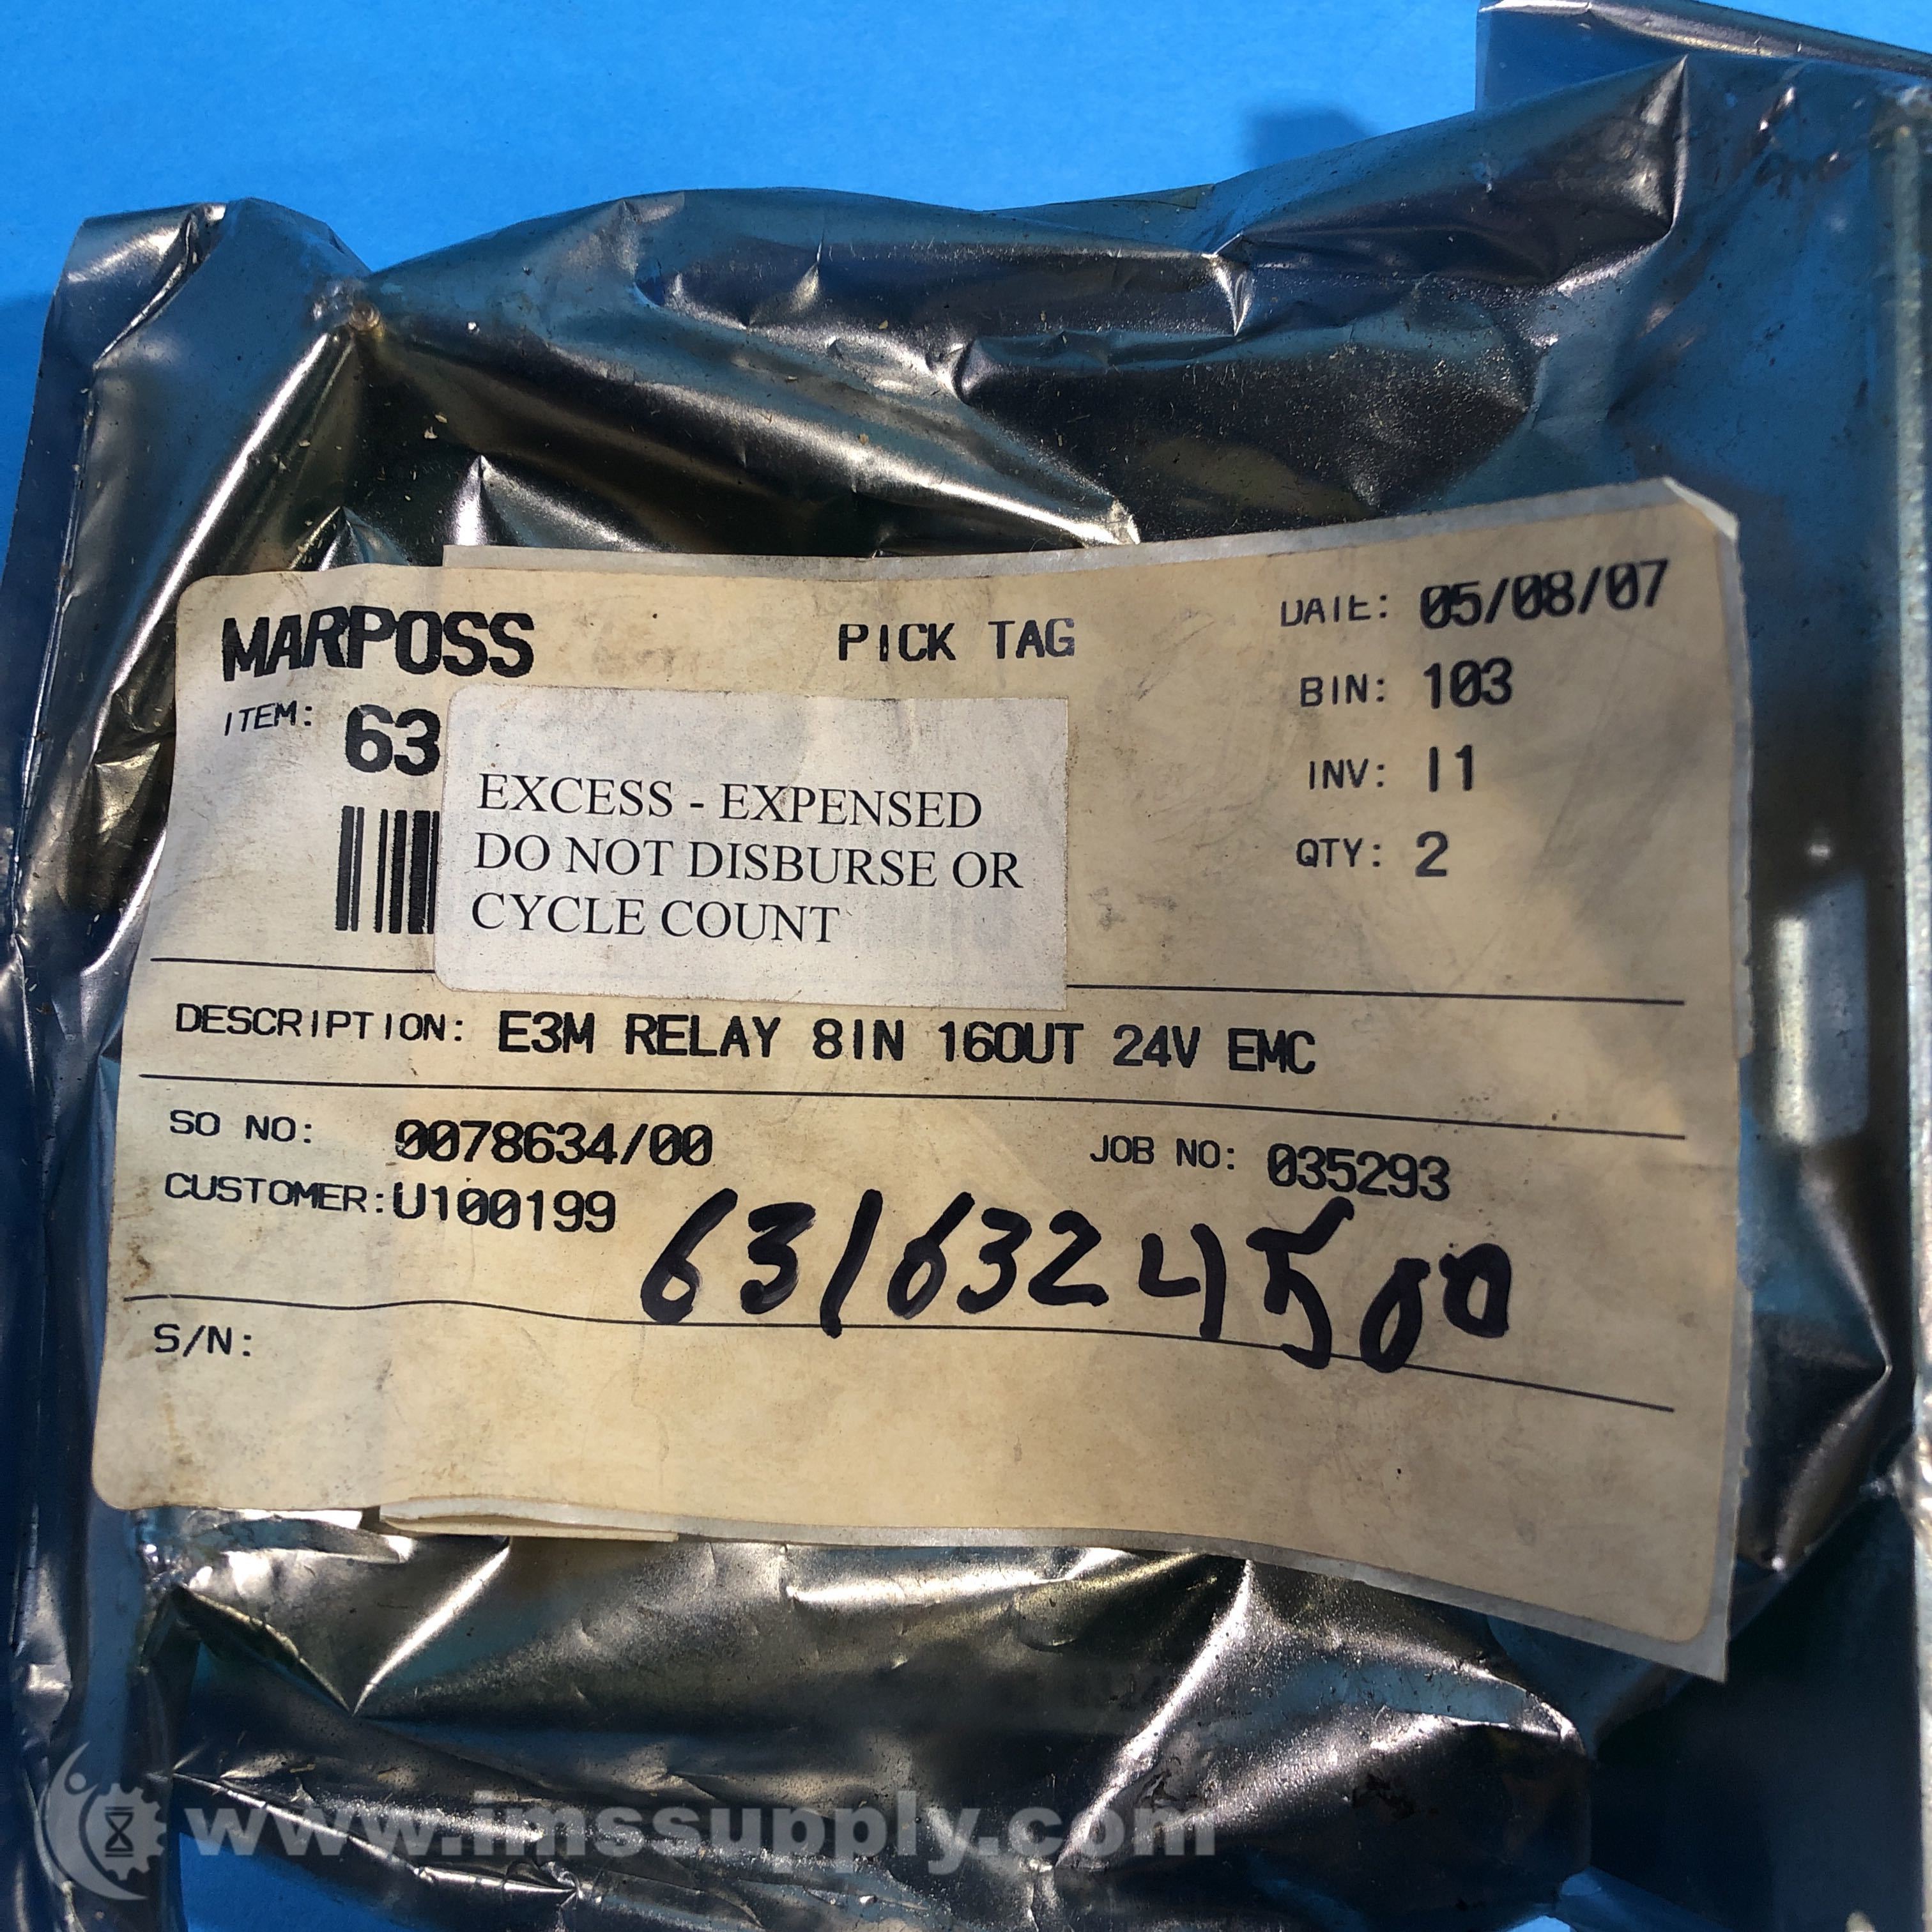 MARPOSS PICK TAG DATE: 05/08/07
ITEM: 63 BIN: 103
INV: I1
QTY: 2
EXCESS - EXPENSED
DO NOT DISBURSE OR
CYCLE COUNT
DESCRIPTION: E3M RELAY 8IN 16OUT 24V EMC
SO NO: 0078634/00 JOB NO: 035293
CUSTOMER: U100199
6316324500
S/N:
www.imssupply.com